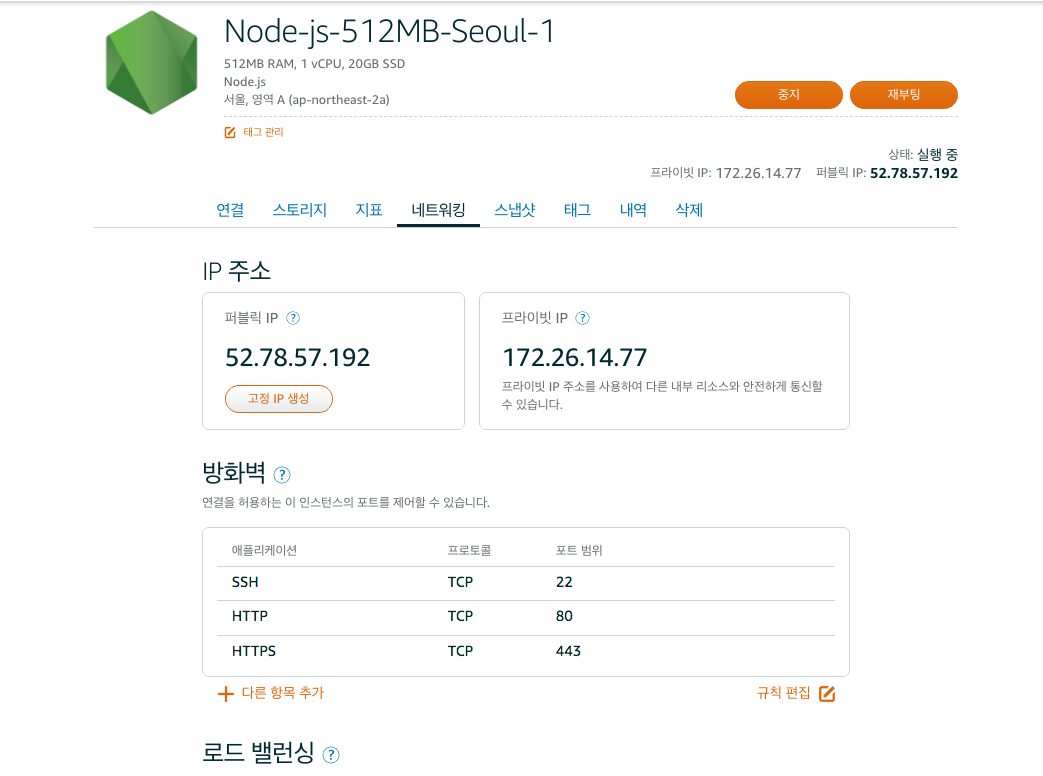 Node-js-512MB-Seoul-1
512MB RAM, 1 vCPU, 20GB SSD
Node.js
서울, 영역 A (ap-northeast-2a)
중지 재부팅
태그 관리
상태: 실행 중
프라이빗 IP: 172.26.14.77 퍼블릭 IP: 52.78.57.192
연결 스토리지 지표 네트워킹 스냅샷 태그 내역 삭제
IP 주소
퍼블릭 IP ?
52.78.57.192
고정 IP 생성
프라이빗 IP ?
172.26.14.77
프라이빗 IP 주소를 사용하여 다른 내부 리소스와 안전하게 통신할
수 있습니다.
방화벽 ?
연결을 허용하는 이 인스턴스의 포트를 제어할 수 있습니다.
애플리케이션 프로토콜 포트 범위
SSH TCP 22
HTTP TCP 80
HTTPS TCP 443
다른 항목 추가 규칙 편집
로드 밸런싱 ?